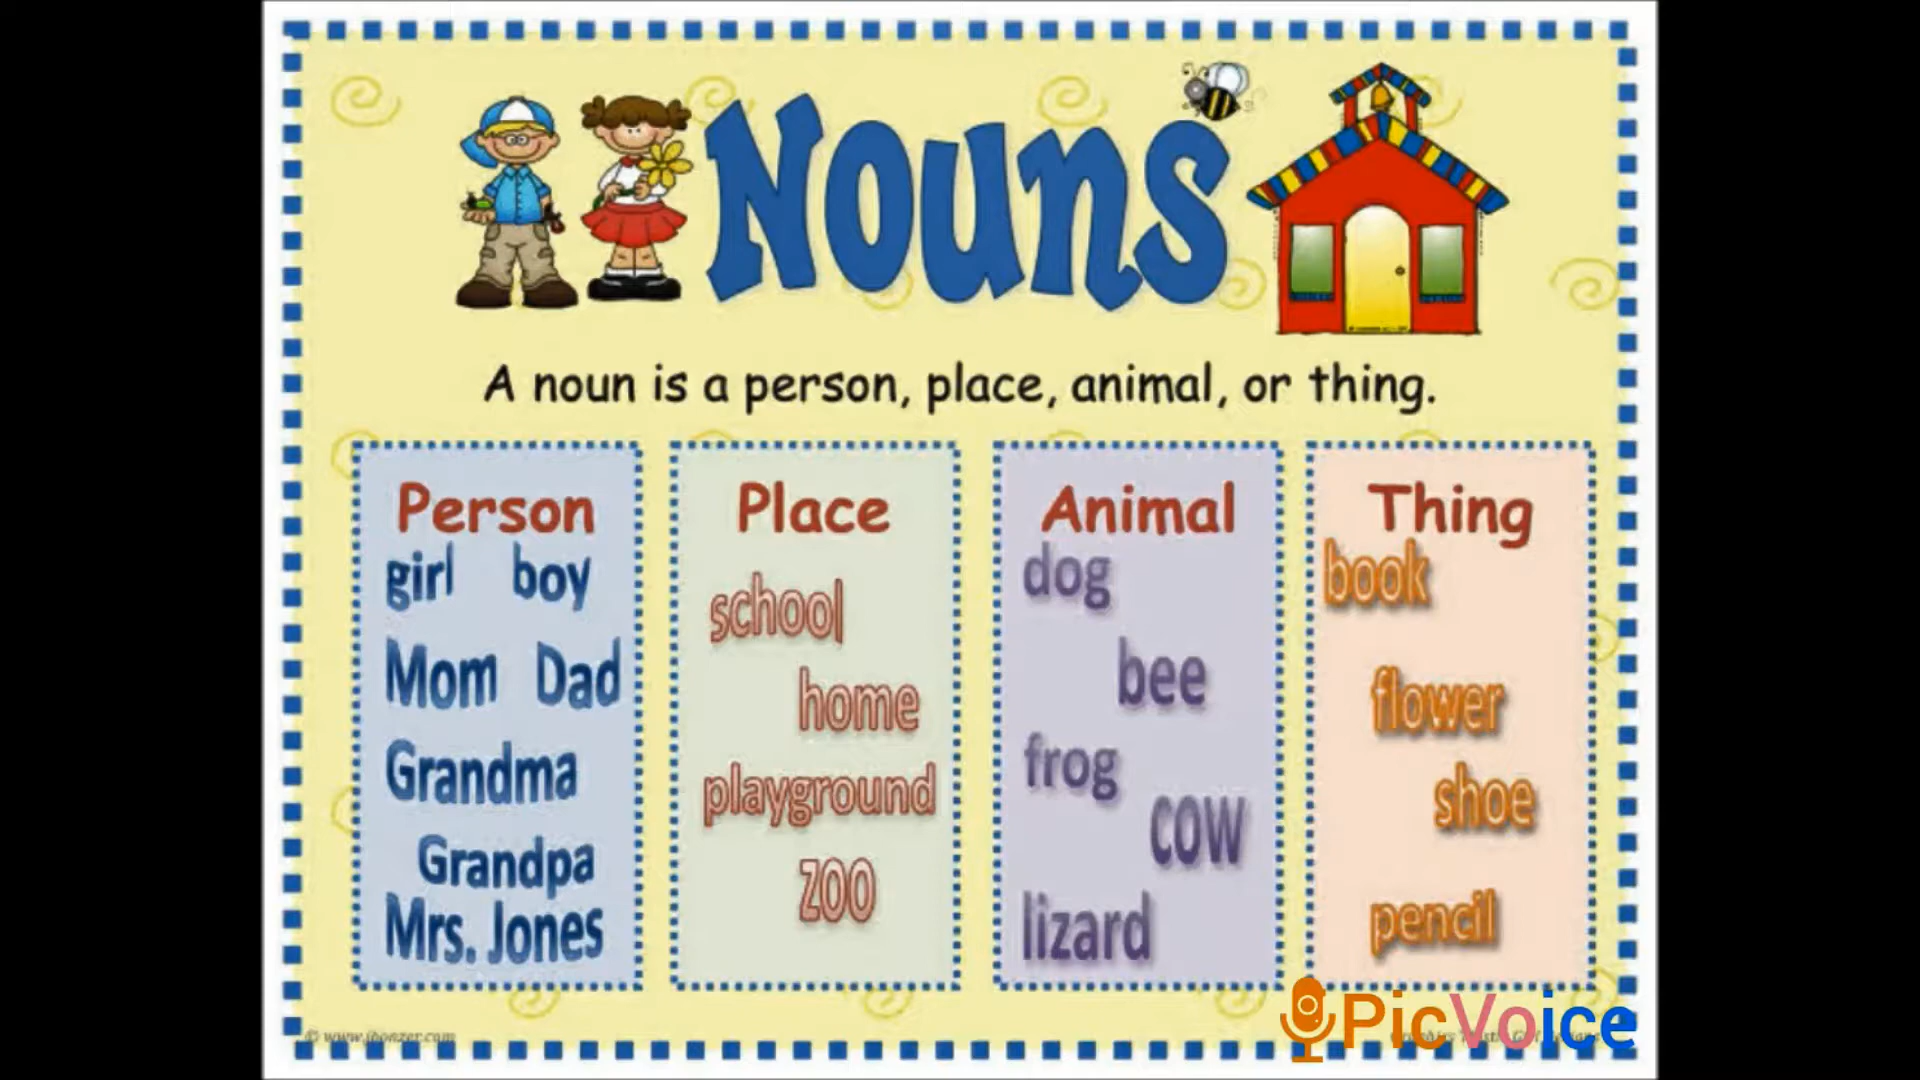 Nouns
A noun is a person, place, animal, or thing.
Person
girl boy
Mom Dad
Grandma
Grandpa
Mrs. Jones
Place
school
home
playground
zoo
Animal
dog
bee
frog
cow
lizard
Thing
book
flower
shoe
pencil
PicVoice